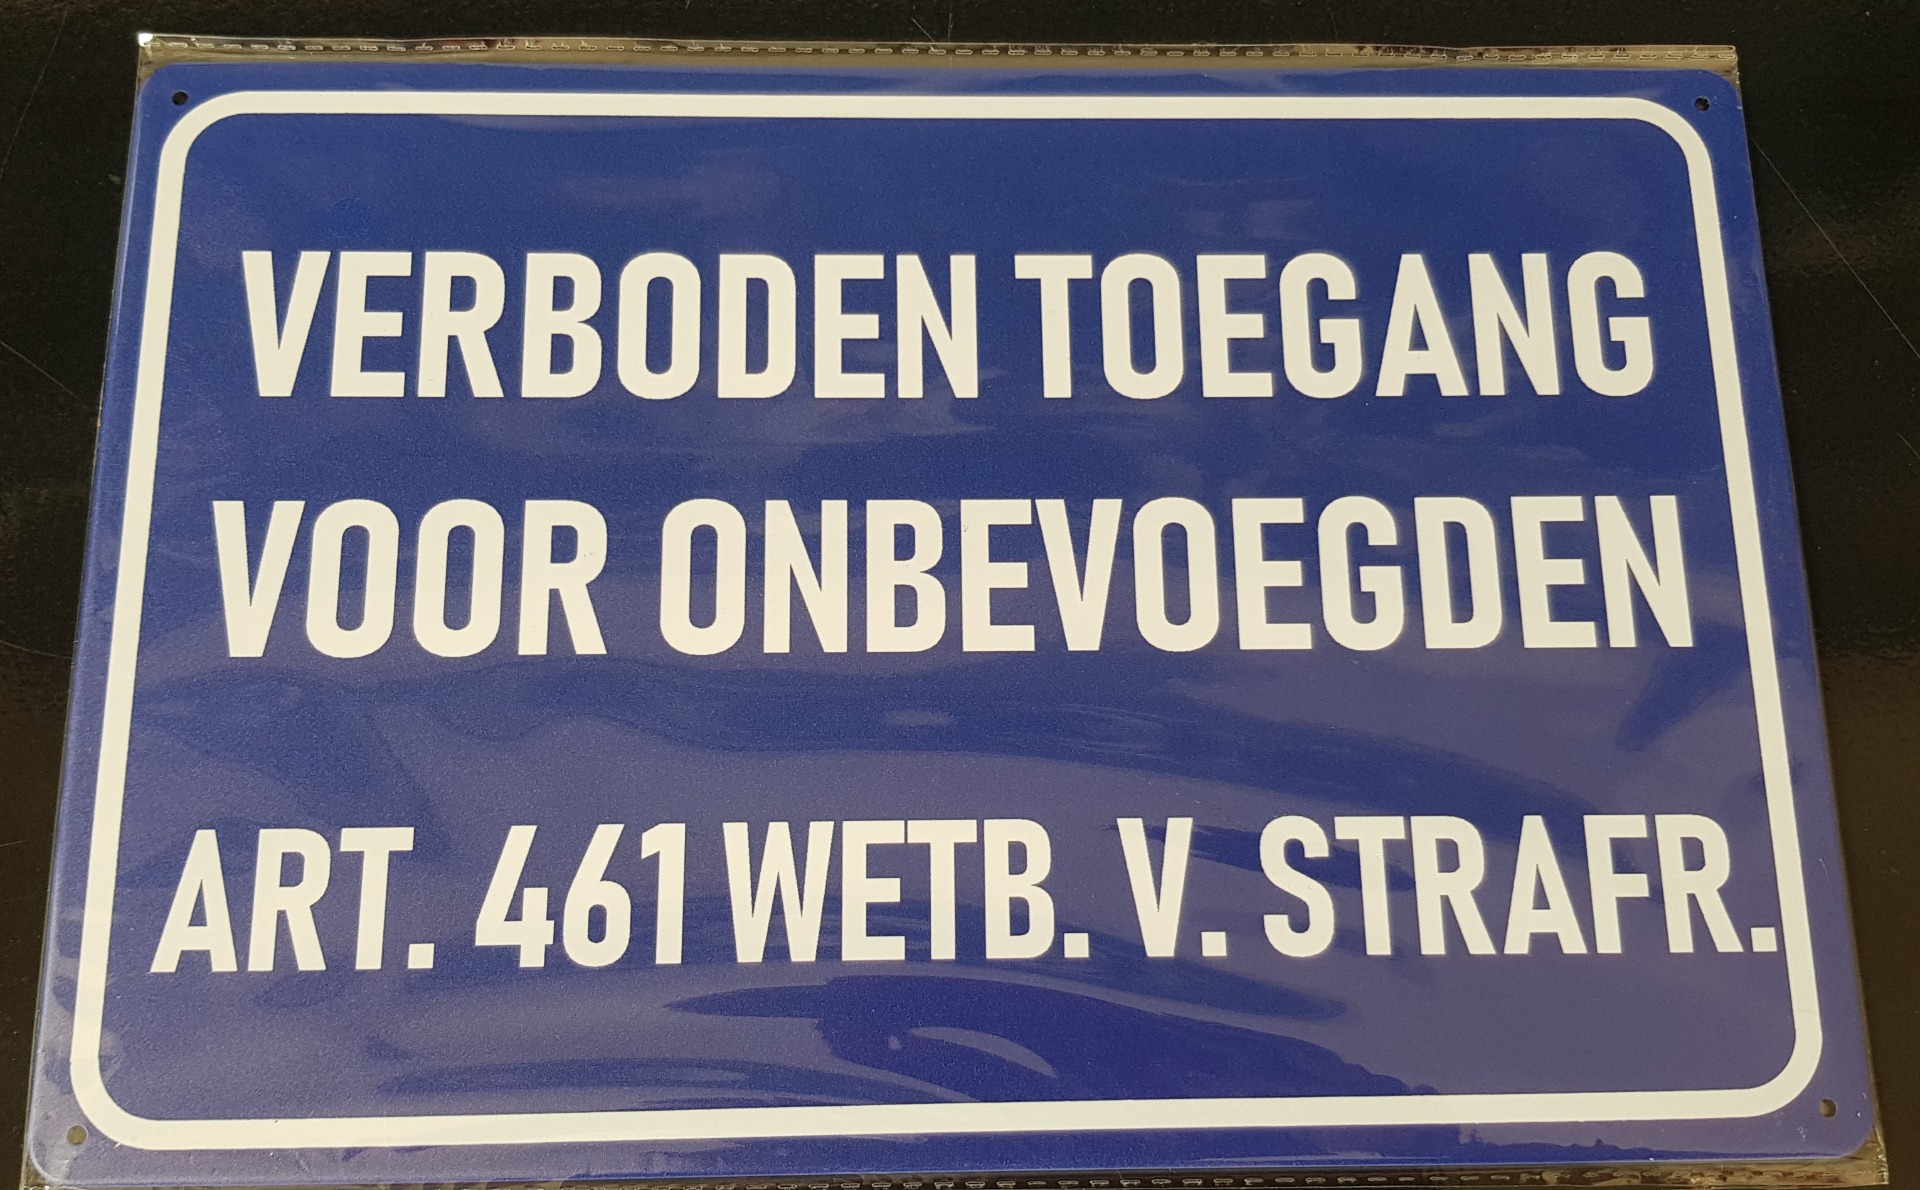 VERBODEN TOEGANG
VOOR ONBEVOEGDEN
ART. 461 WETB. V. STRAFR.